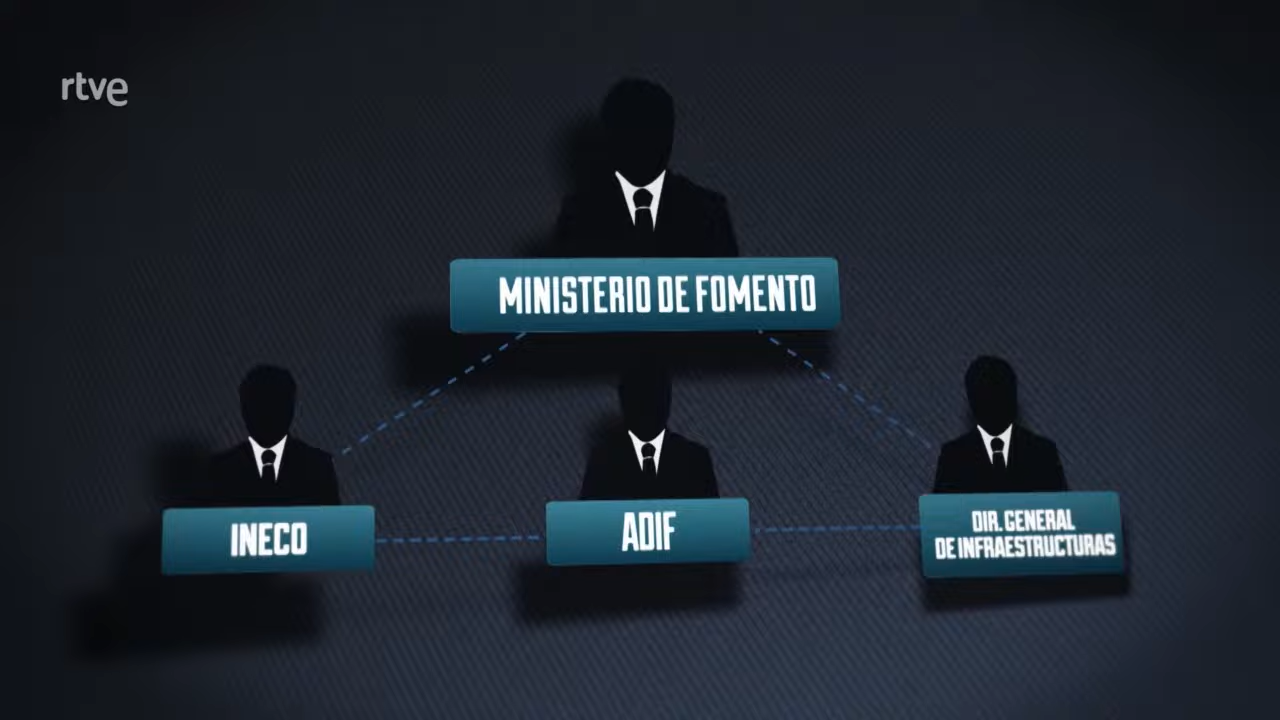 rtve
MINISTERIO DE FOMENTO
INECO
ADIF
DIR. GENERAL
DE INFRAESTRUCTURAS